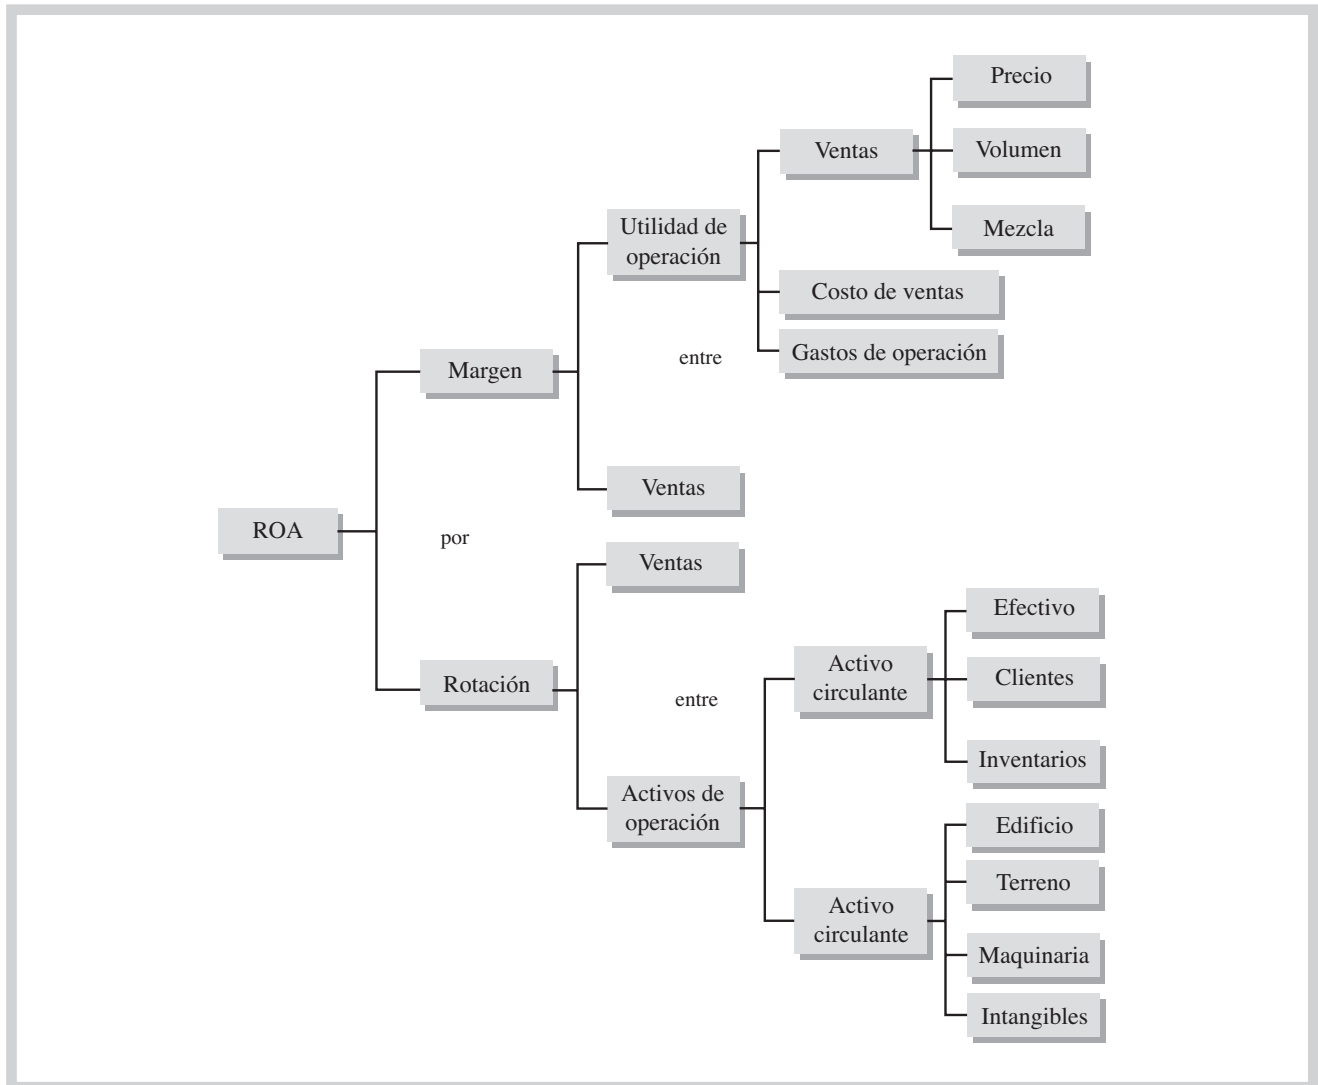 Precio
Ventas
Volumen
Mezcla
Utilidad de
operación
Costo de ventas
entre
Gastos de operación
Margen
Ventas
ROA
por
Ventas
Efectivo
Activo
circulante
Clientes
Rotación
entre
Inventarios
Activos de
operación
Edificio
Terreno
Activo
circulante
Maquinaria
Intangibles